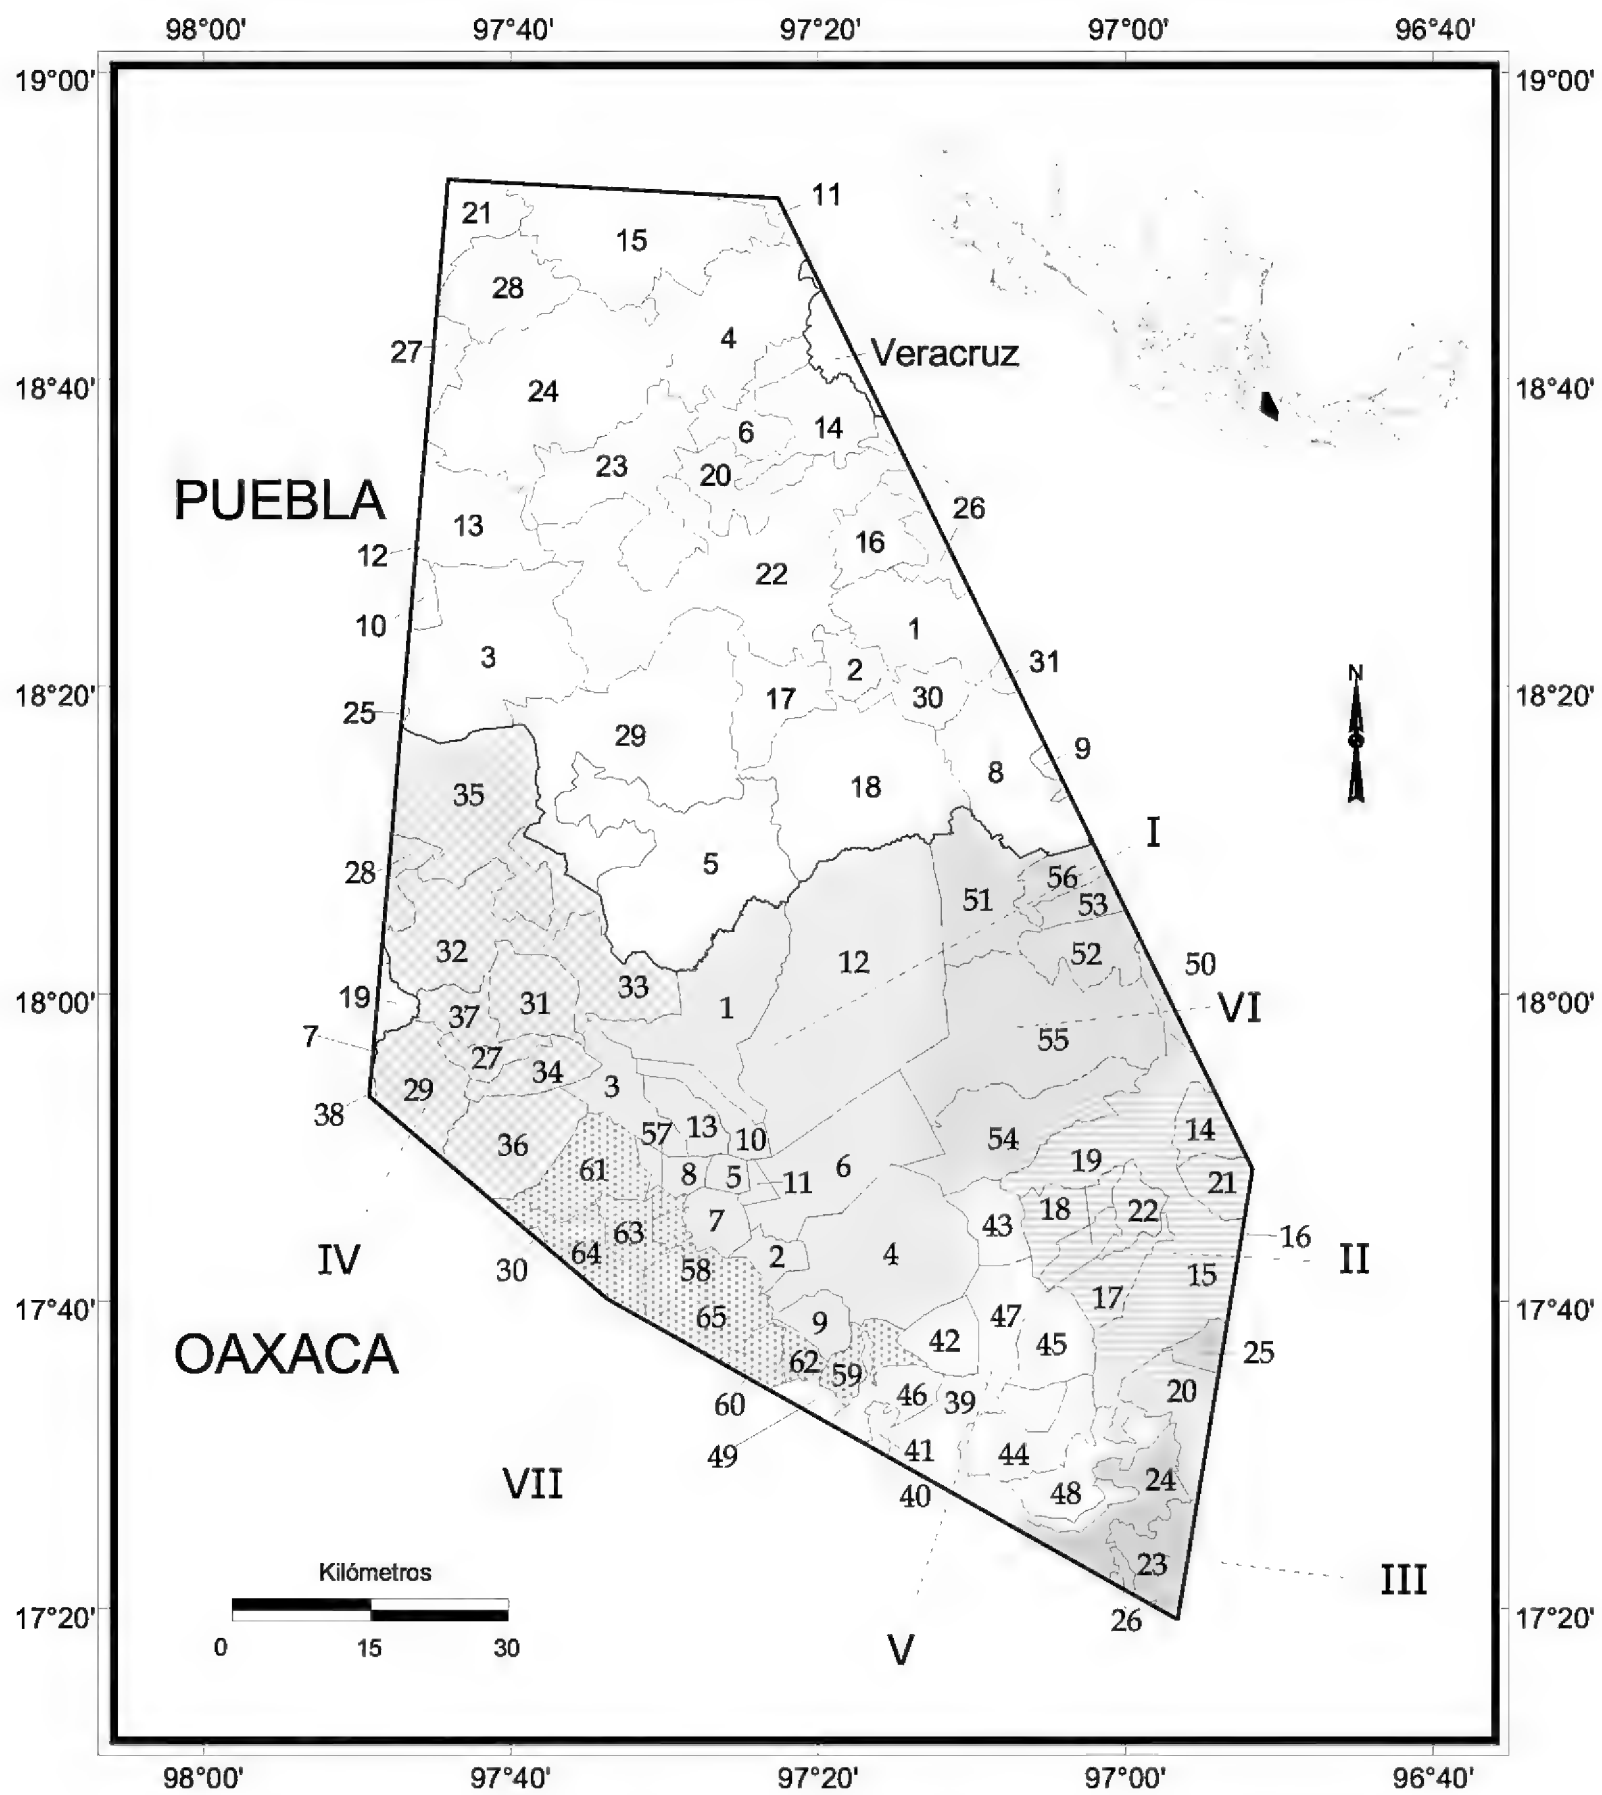 98°00' 97°40' 97°20' 97°00' 96°40'
19°00' 19°00'
11
21
15
28
4
27 Veracruz
18°40' 24 18°40'
6 14
23 20
PUEBLA 26
13
12 16
22
10 1
3 2 31
18°20' 17 30 18°20'
25
29 9
8
35 18
I
5
28 56
51 53
32 52
12 50
33
18°00' 19 31 1 18°00'
37 VI
7 55
27 34
29 3
38 13
36 57 10 54 14
61 8 5 11 6 19
21
7 18 22
63 43 16
64 2 4
IV 30 58 II
15
17
17°40' 65 9 47 17°40'
OAXACA 42 45
62 59 25
60 46 39 20
49 41 44
VII 40 48 24
Kilómetros 23 III
17°20' 26 17°20'
0 15 30 V
98°00' 97°40' 97°20' 97°00' 96°40'
N